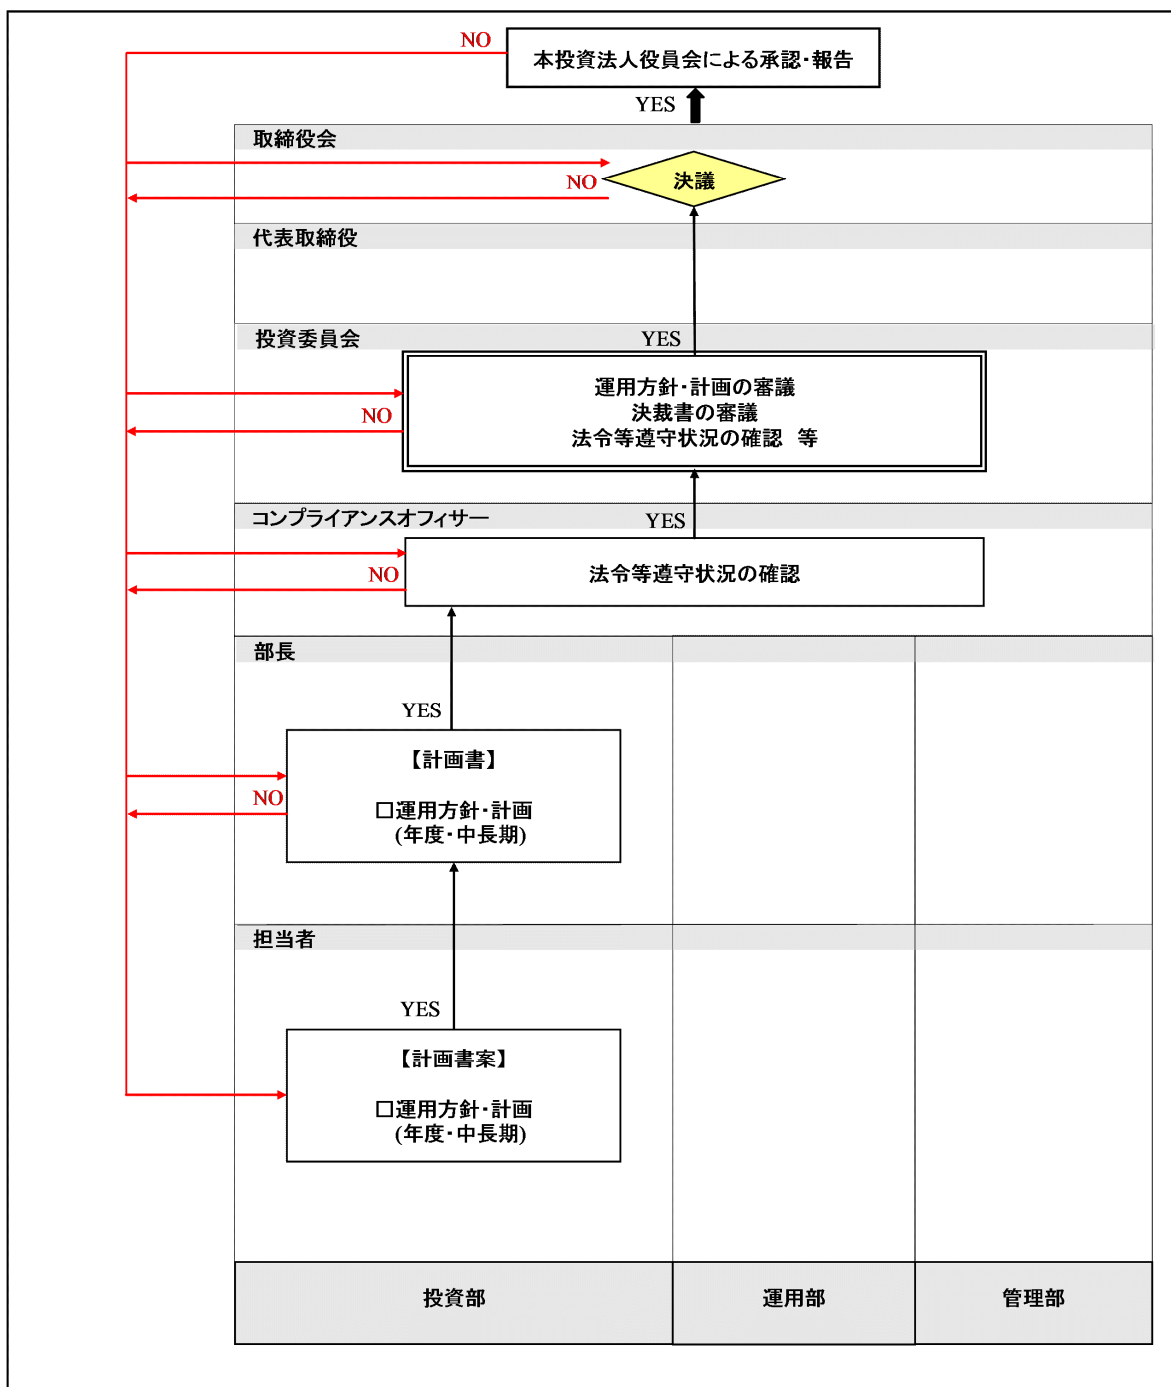 NO
本投資法人役員会による承認・報告
YES
取締役会
NO
決議
代表取締役
投資委員会
YES
運用方針・計画の審議
決裁書の審議
法令等遵守状況の確認 等
NO
コンプライアンスオフィサー
YES
法令等遵守状況の確認
NO
部長
YES
【計画書】
□運用方針・計画
(年度・中長期)
NO
担当者
YES
【計画書案】
□運用方針・計画
(年度・中長期)
投資部
運用部
管理部